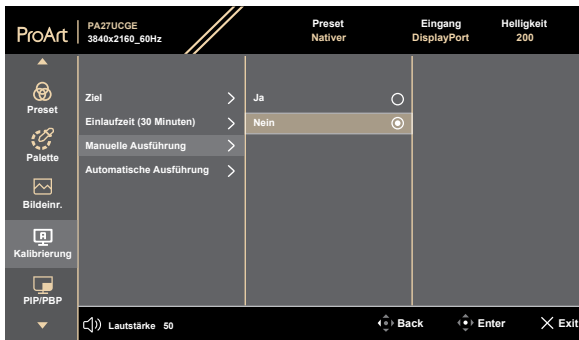 ProArt
PA27UCGE
3840x2160_60Hz
Preset
Nativer
Eingang
DisplayPort
Helligkeit
200
Preset
Palette
Bildeinr.
Kalibrierung
PIP/PBP
Ziel
Einlaufzeit (30 Minuten)
Manuelle Ausführung
Automatische Ausführung
Ja
Nein
Lautstärke 50
Back
Enter
Exit